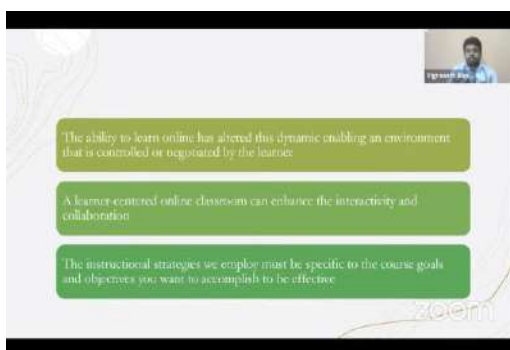 The ability to learn online has altered this dynamic enabling an environment
that is controlled or negotiated by the learner
A learner-centered online classroom can enhance the interactivity and
collaboration
The instructional strategies we employ must be specific to the course goals
and objectives you want to accomplish to be effective
zoom